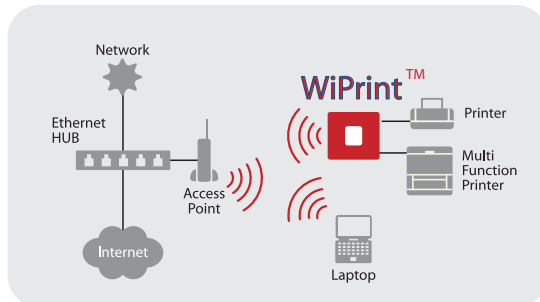 Network
WiPrint™
Ethernet
HUB
Printer
Multi
Function
Printer
Access
Point
Internet
Laptop